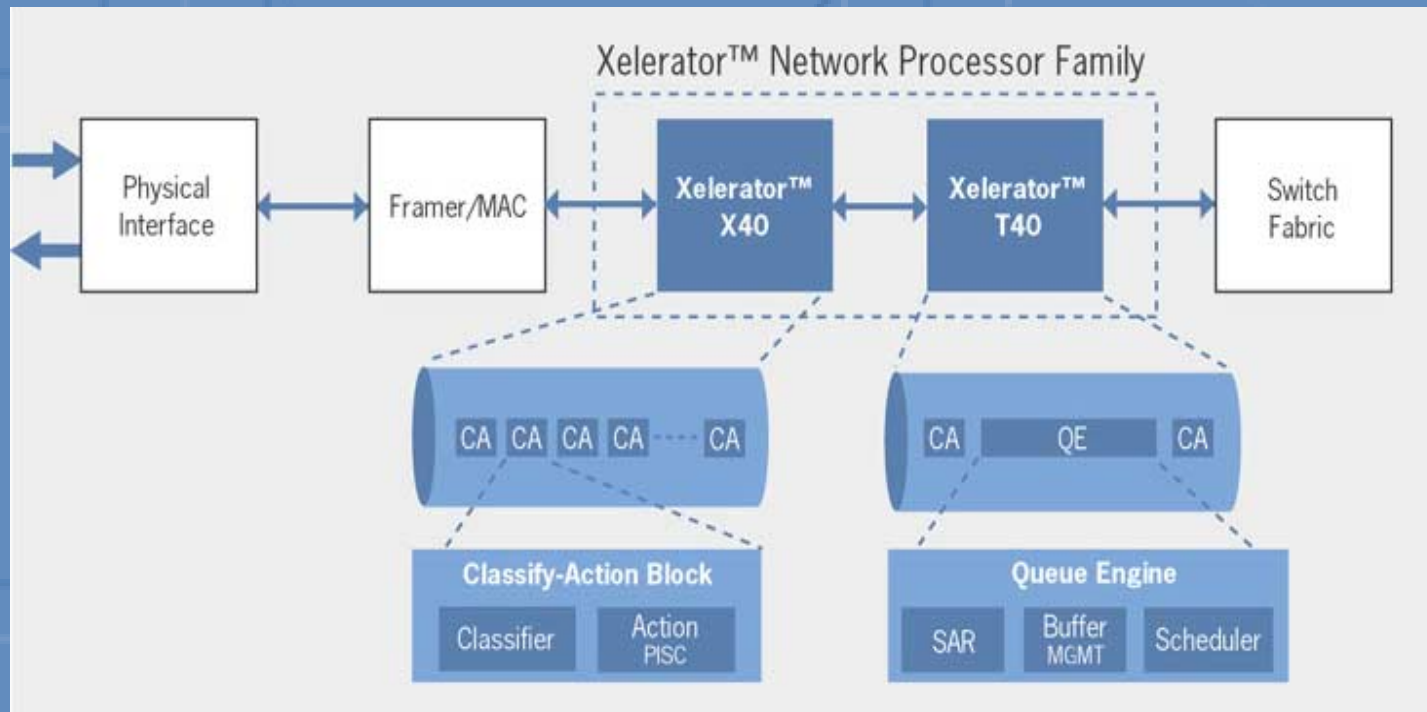 Xelerator™ Network Processor Family
Physical
Interface
Framer/MAC
Xelerator™
X40
Xelerator™
T40
Switch
Fabric
CA CA CA CA CA
CA QE CA
Classify-Action Block
Classifier
Action
PISC
Queue Engine
SAR
Buffer
MGMT
Scheduler